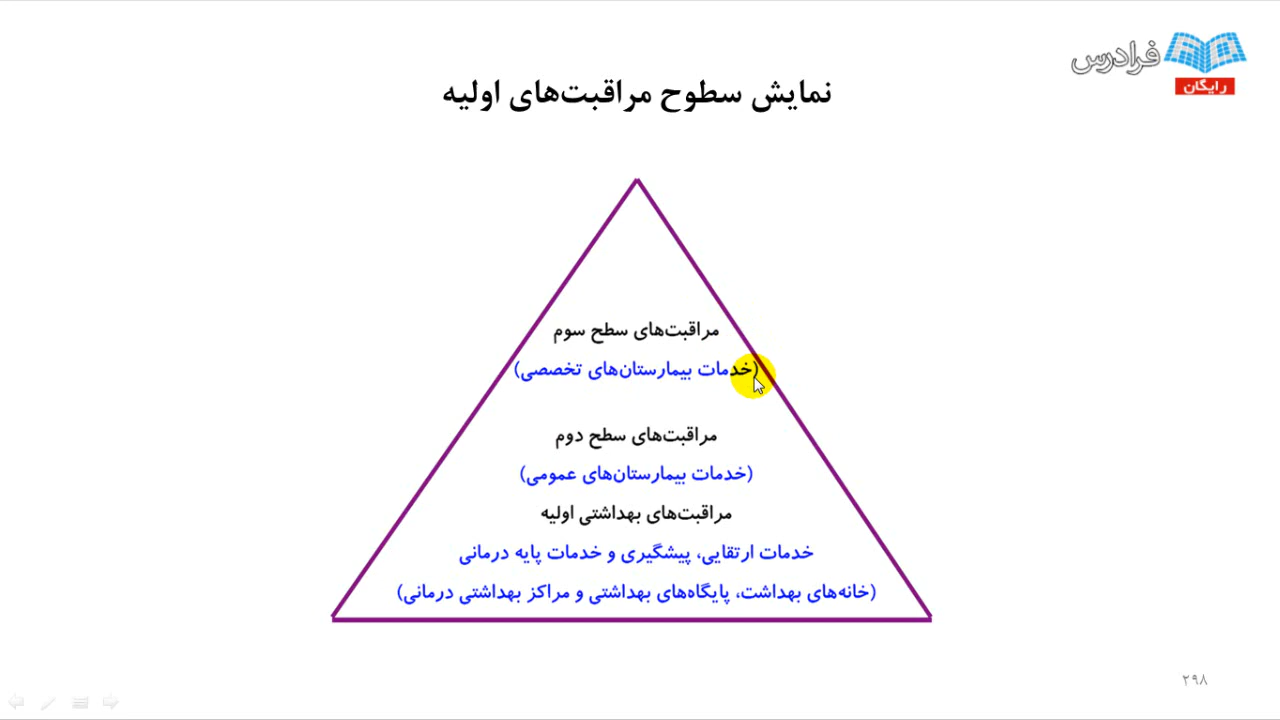 فرادرس
رایگان
نمایش سطوح مراقبت‌های اولیه
مراقبت‌های سطح سوم
(خدمات بیمارستان‌های تخصصی)
مراقبت‌های سطح دوم
(خدمات بیمارستان‌های عمومی)
مراقبت‌های بهداشتی اولیه
خدمات ارتقایی، پیشگیری و خدمات پایه درمانی
(خانه‌های بهداشت، پایگاه‌های بهداشتی و مراکز بهداشتی درمانی)
۲۹۸